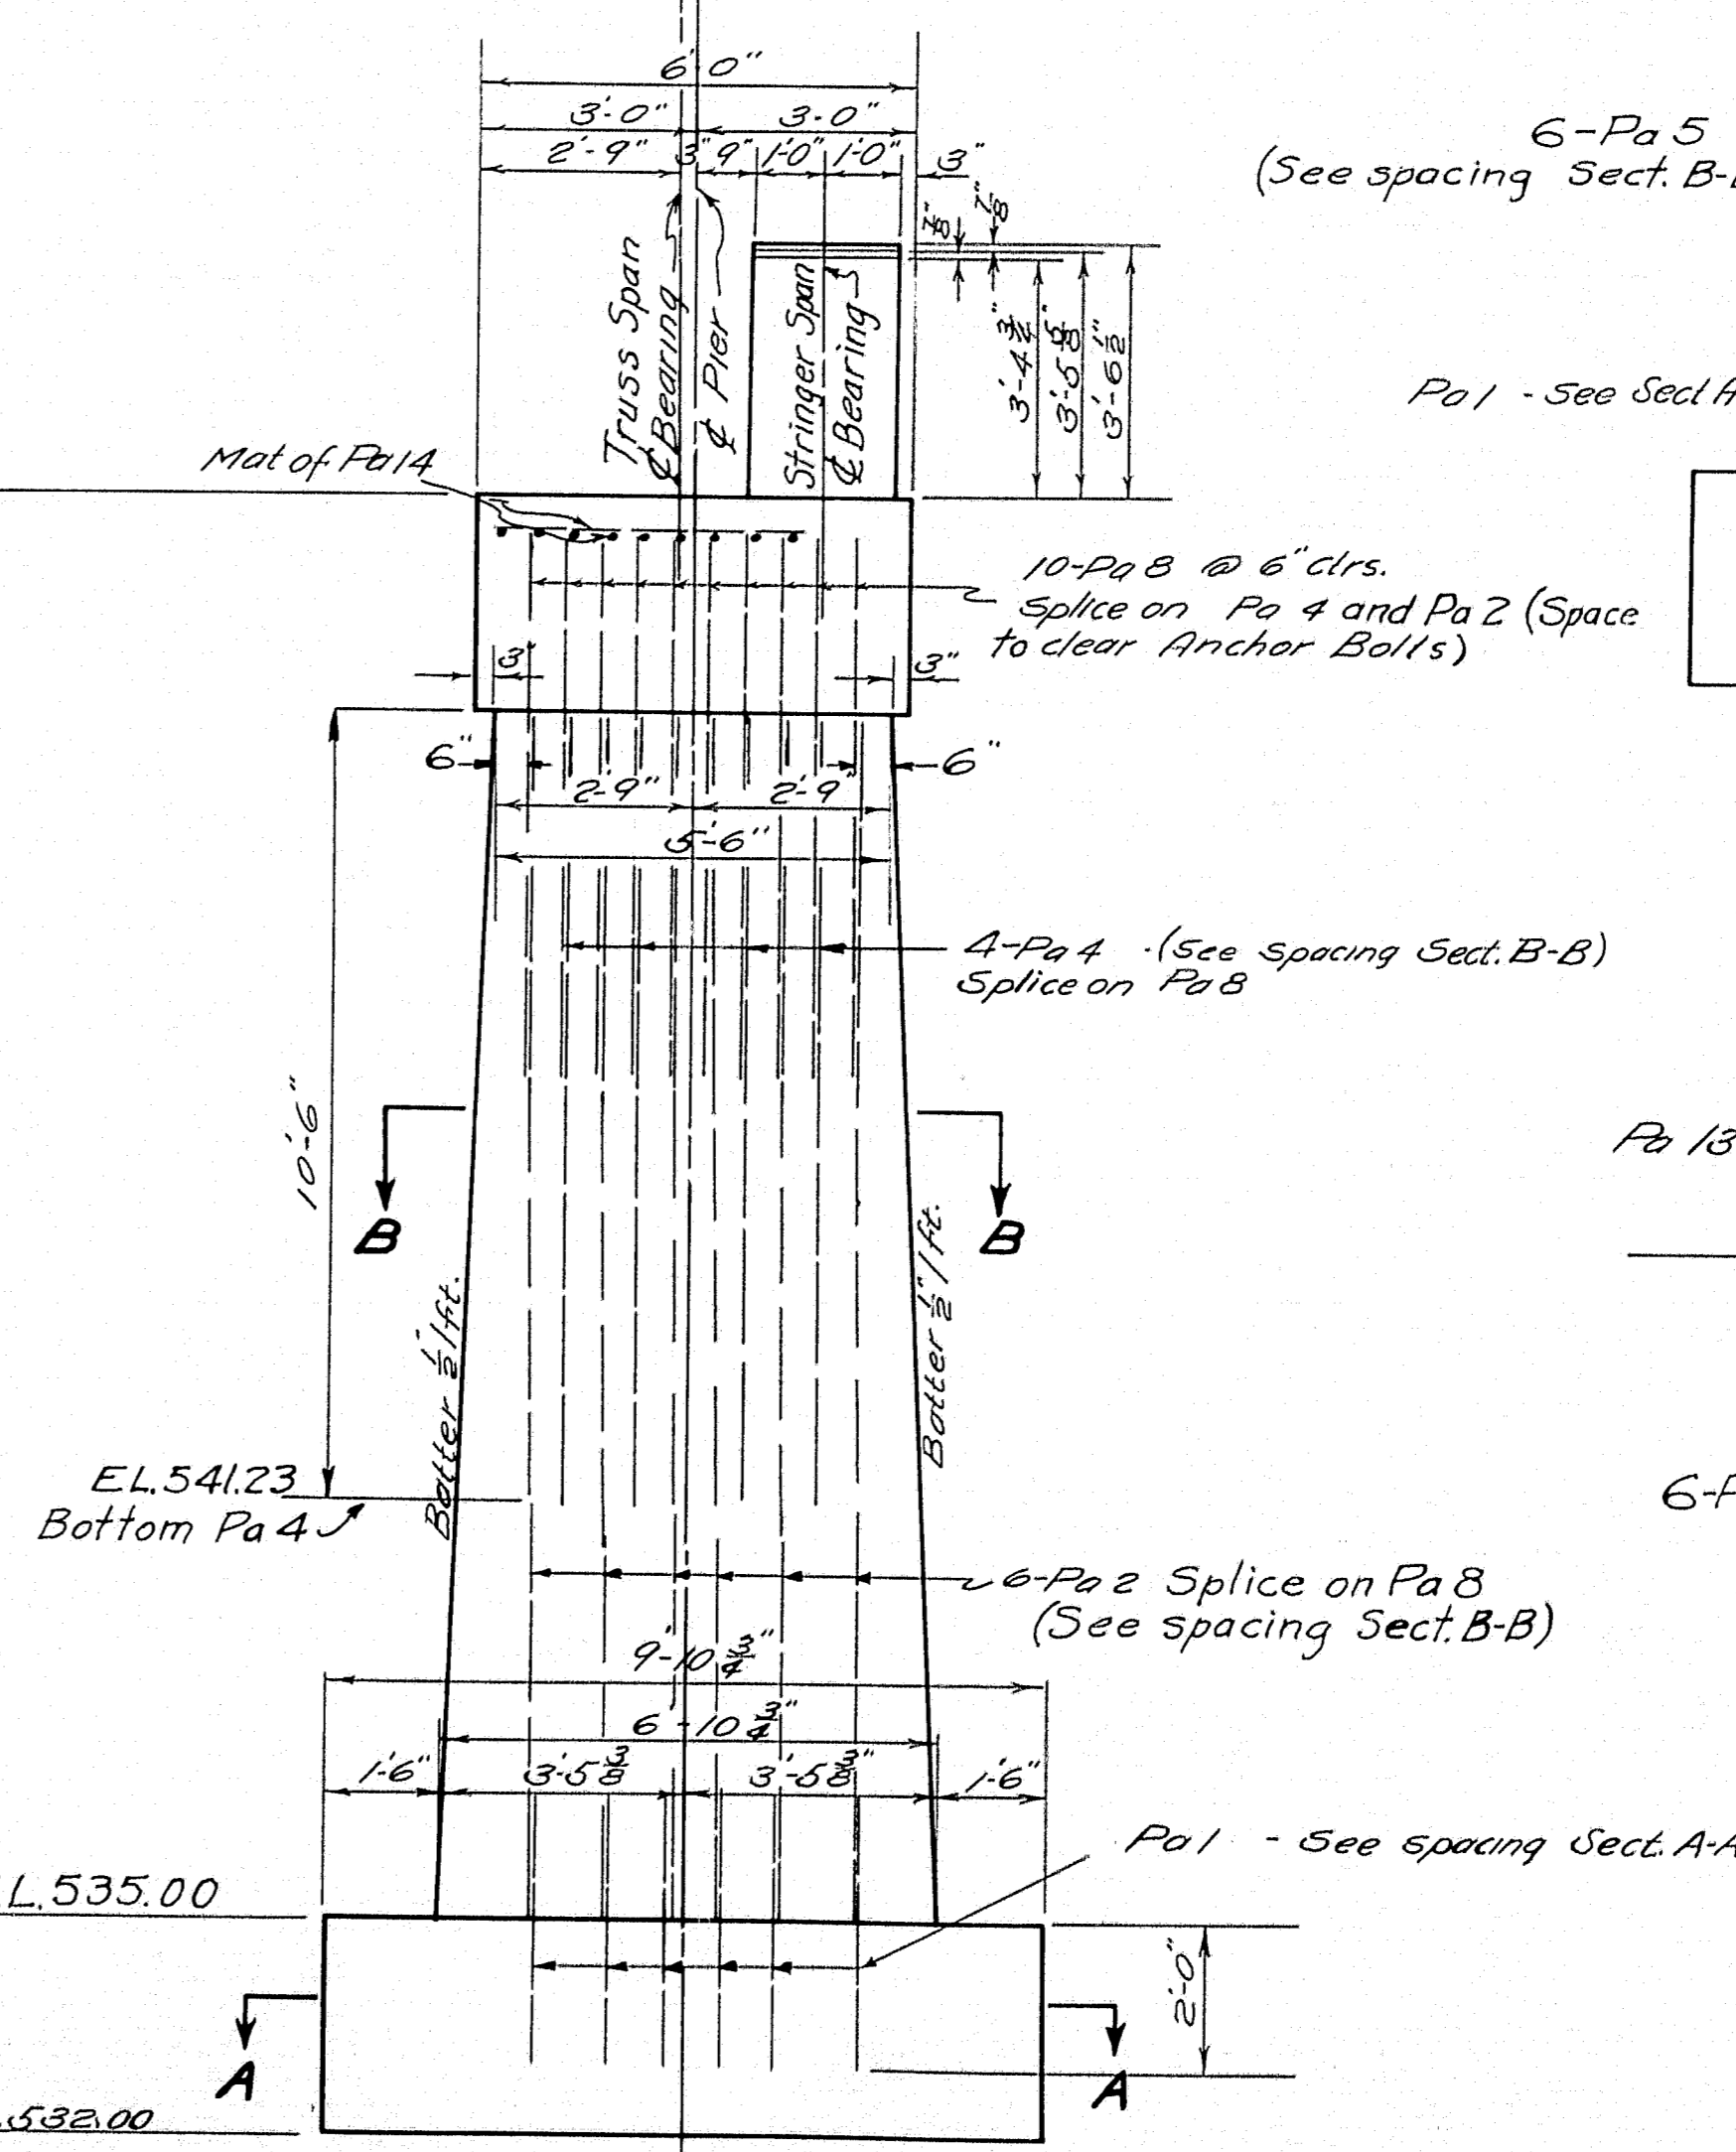 6'-0"
3'-0" 3-0"
2'-9" 3" 9" 1'-0" 1'-0" 3"
6-Pa 5
(See spacing Sect. B-
7/8" 7/8"
Truss Span
℄ Bearing
℄ Pier
Stringer Span
℄ Bearing
3'-5 5/8"
3'-6 1/2"
Pa 1 - See Sect A
Mat of Pa 14
10-Pa 8 @ 6" ctrs.
Splice on Pa 4 and Pa 2 (Space
to clear Anchor Bolts)
3" 3"
6" 6"
2'-9" 2'-9"
5'-6"
4-Pa 4 (See spacing Sect. B-B)
Splice on Pa 8
10'-6"
B B
Pa 13
Batter 1/2"/ft.
Batter 1/2"/ft.
EL. 541.23
Bottom Pa 4
6-P
6-Pa 2 Splice on Pa 8
(See spacing Sect. B-B)
9'-10 3/4"
6'-10 3/4"
1'-6" 3'-5 3/8" 3'-5 3/8" 1'-6"
Pa 1 - See spacing Sect. A-A
L. 535.00
2'-0"
A A
.532.00